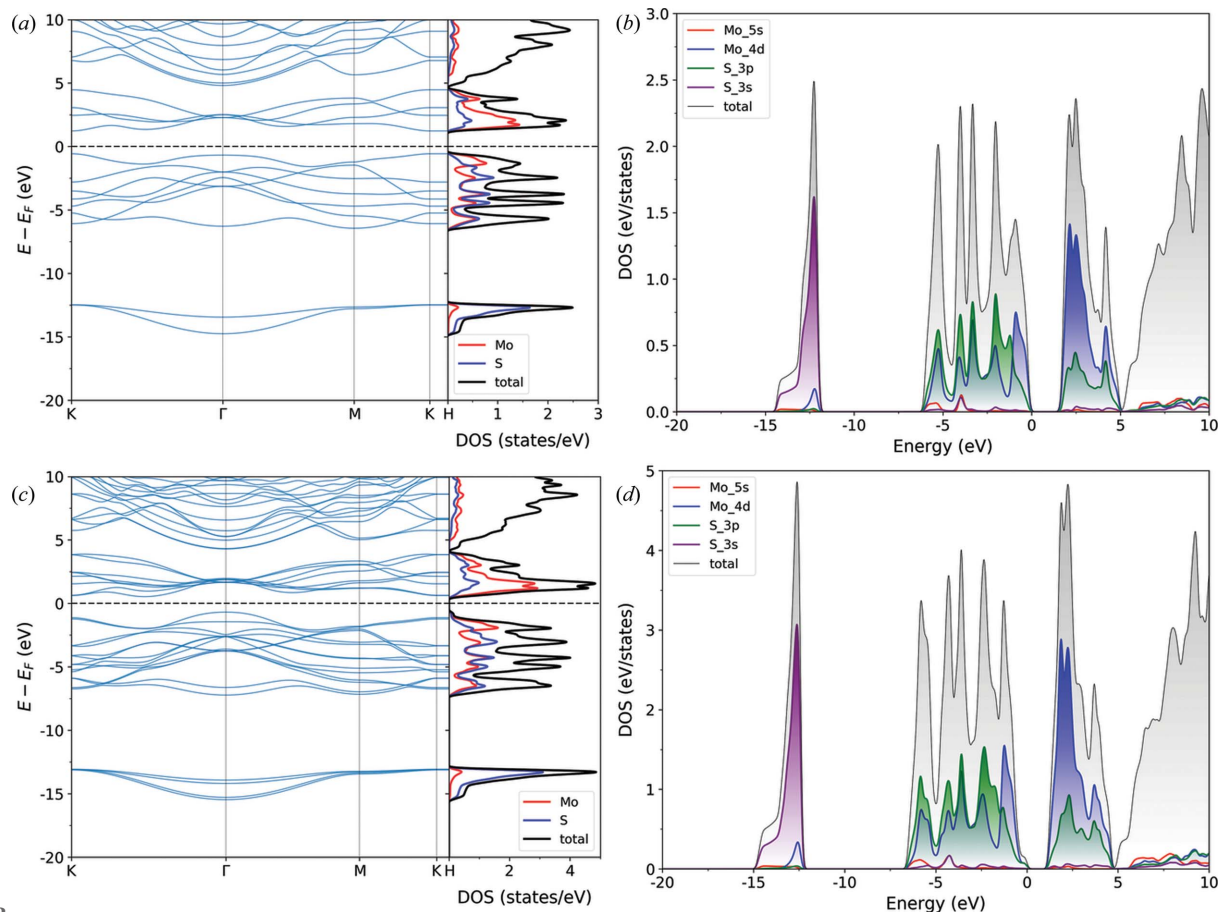 (a)
10
5
0
-5
-10
-15
-20
E − E_F (eV)
K Γ M K H 1 2 3
DOS (states/eV)
Mo
S
total
(b)
3.0
2.5
2.0
1.5
1.0
0.5
0.0
DOS (eV/states)
Mo_5s
Mo_4d
S_3p
S_3s
total
-20 -15 -10 -5 0 5 10
Energy (eV)
(c)
10
5
0
-5
-10
-15
-20
E − E_F (eV)
K Γ M K H 2 4
DOS (states/eV)
Mo
S
total
(d)
5
4
3
2
1
0
DOS (eV/states)
Mo_5s
Mo_4d
S_3p
S_3s
total
-20 -15 -10 -5 0 5 10
Energy (eV)